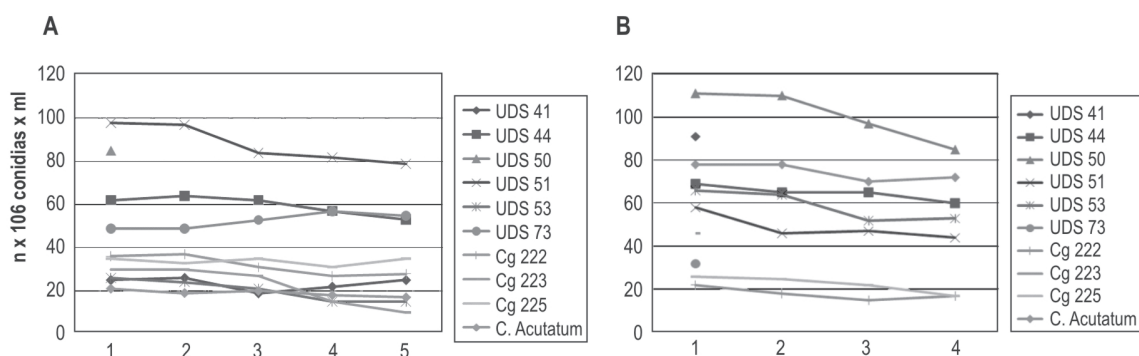 A
n x 106 conidias x ml
120
100
80
60
40
20
0
1 2 3 4 5
UDS 41
UDS 44
UDS 50
UDS 51
UDS 53
UDS 73
Cg 222
Cg 223
Cg 225
C. Acutatum
B
120
100
80
60
40
20
0
1 2 3 4
UDS 41
UDS 44
UDS 50
UDS 51
UDS 53
UDS 73
Cg 222
Cg 223
Cg 225
C. Acutatum